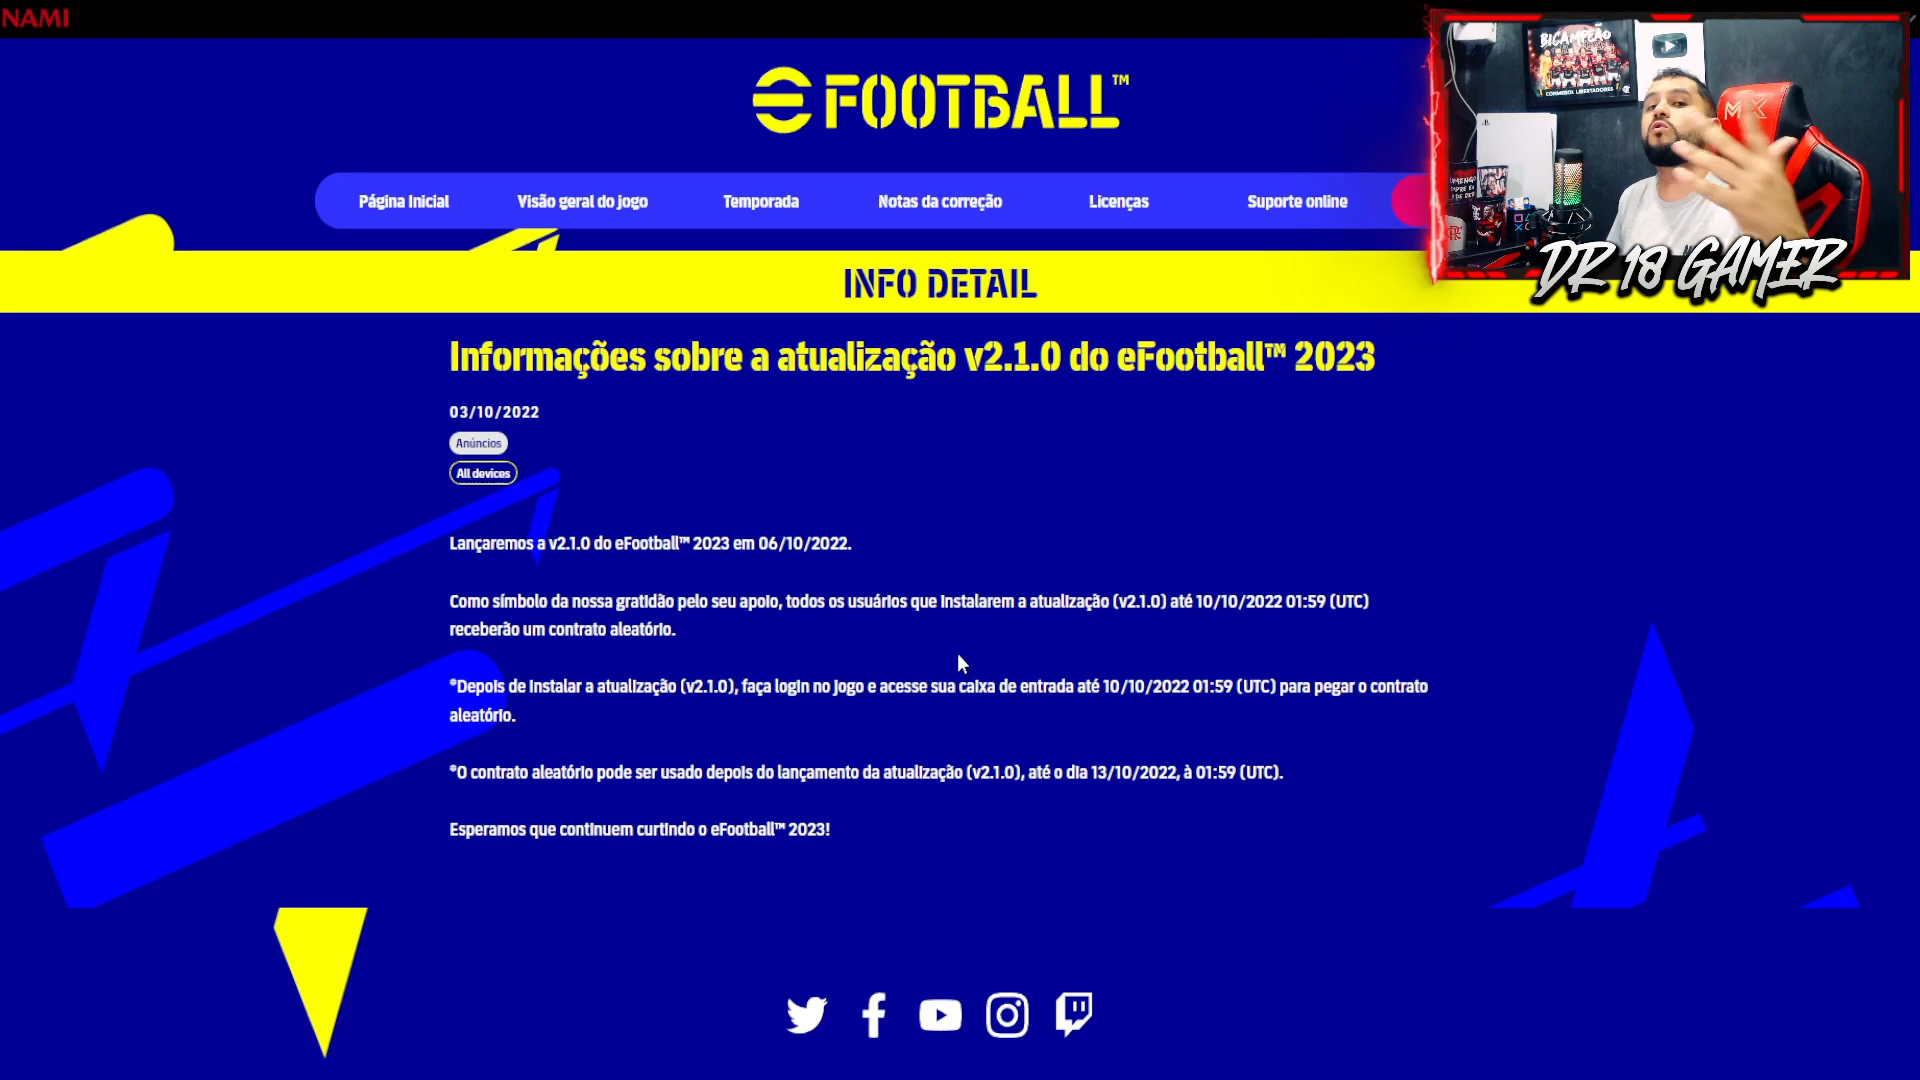 NAMI
FOOTBALL™
Página Inicial
Visão geral do jogo
Temporada
Notas da correção
Licenças
Suporte online
BICAMPEÃO
CONMEBOL LIBERTADORES
DR 18 GAMER
INFO DETAIL
Informações sobre a atualização v2.1.0 do eFootball™ 2023
03/10/2022
Anúncios
All devices
Lançaremos a v2.1.0 do eFootball™ 2023 em 06/10/2022.
Como símbolo da nossa gratidão pelo seu apoio, todos os usuários que instalarem a atualização (v2.1.0) até 10/10/2022 01:59 (UTC)
receberão um contrato aleatório.
*Depois de instalar a atualização (v2.1.0), faça login no jogo e acesse sua caixa de entrada até 10/10/2022 01:59 (UTC) para pegar o contrato
aleatório.
*O contrato aleatório pode ser usado depois do lançamento da atualização (v2.1.0), até o dia 13/10/2022, à 01:59 (UTC).
Esperamos que continuem curtindo o eFootball™ 2023!